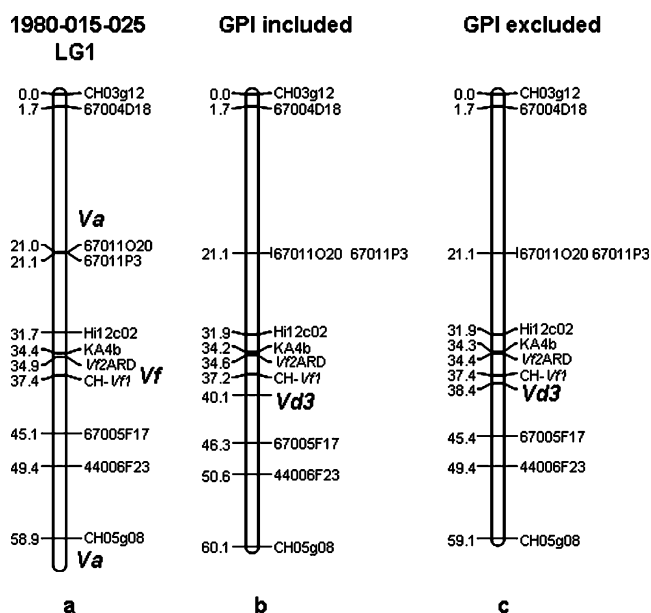 1980-015-025
LG1
GPI included
GPI excluded
0.0 CH03g12
1.7 67004D18
Va
21.0 67011O20
21.1 67011P3
31.7 Hi12c02
34.4 KA4b
34.9 Vf2ARD
37.4 CH-Vf1
Vf
45.1 67005F17
49.4 44006F23
58.9 CH05g08
Va
a
0.0 CH03g12
1.7 67004D18
21.1 67011O20 67011P3
31.9 Hi12c02
34.2 KA4b
34.6 Vf2ARD
37.2 CH-Vf1
40.1 Vd3
46.3 67005F17
50.6 44006F23
60.1 CH05g08
b
0.0 CH03g12
1.7 67004D18
21.1 67011O20 67011P3
31.9 Hi12c02
34.3 KA4b
34.4 Vf2ARD
37.4 CH-Vf1
38.4 Vd3
45.4 67005F17
49.4 44006F23
59.1 CH05g08
c